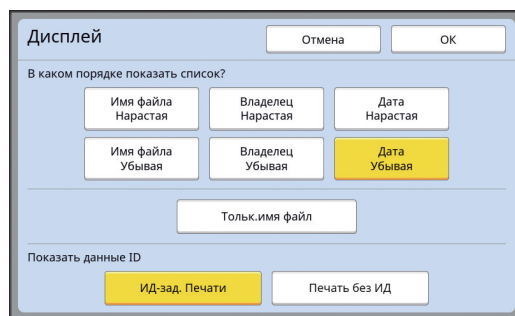 Дисплей
Отмена
ОК
В каком порядке показать список?
Имя файла
Нарастая
Владелец
Нарастая
Дата
Нарастая
Имя файла
Убывая
Владелец
Убывая
Дата
Убывая
Тольк.имя файл
Показать данные ID
ИД-зад. Печати
Печать без ИД